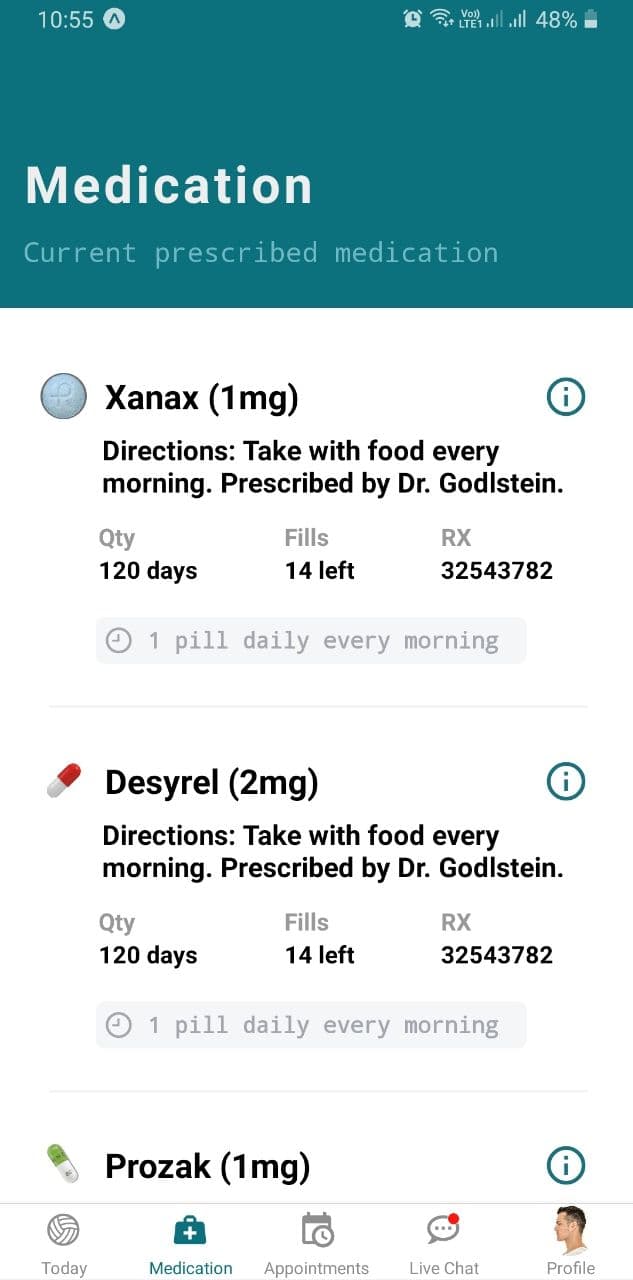 10:55
Vo))
LTE1
48%
Medication
Current prescribed medication
Xanax (1mg)
Directions: Take with food every
morning. Prescribed by Dr. Godlstein.
Qty Fills RX
120 days 14 left 32543782
1 pill daily every morning
Desyrel (2mg)
Directions: Take with food every
morning. Prescribed by Dr. Godlstein.
Qty Fills RX
120 days 14 left 32543782
1 pill daily every morning
Prozak (1mg)
Today Medication Appointments Live Chat Profile